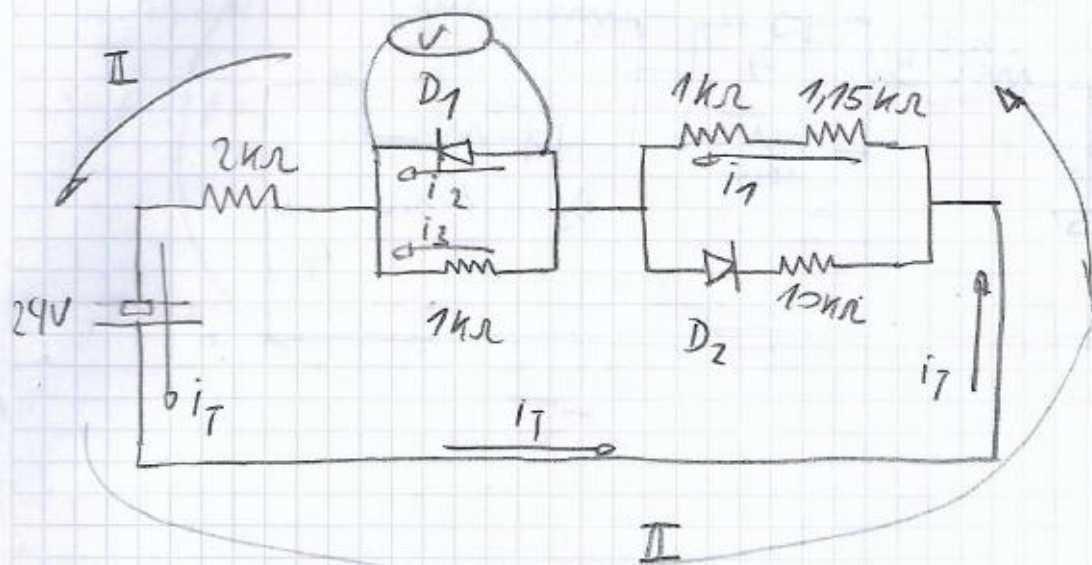 V
II
D1
1KΩ 1,15KΩ
2KΩ
i2
i1
i3
24V
1KΩ
10KΩ
D2
iT
iT
iT
II